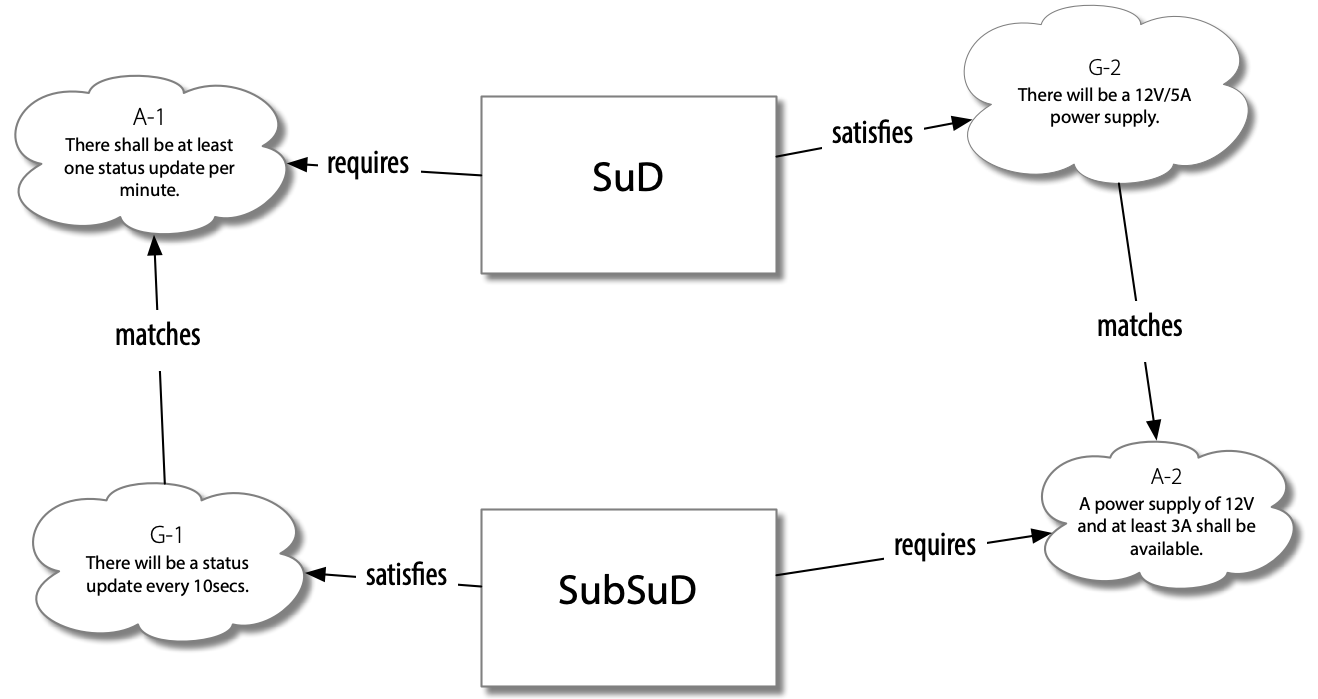 G-2
There will be a 12V/5A
power supply.
A-1
There shall be at least
one status update per
minute.
requires
SuD
satisfies
matches
matches
G-1
There will be a status
update every 10secs.
satisfies
SubSuD
requires
A-2
A power supply of 12V
and at least 3A shall be
available.